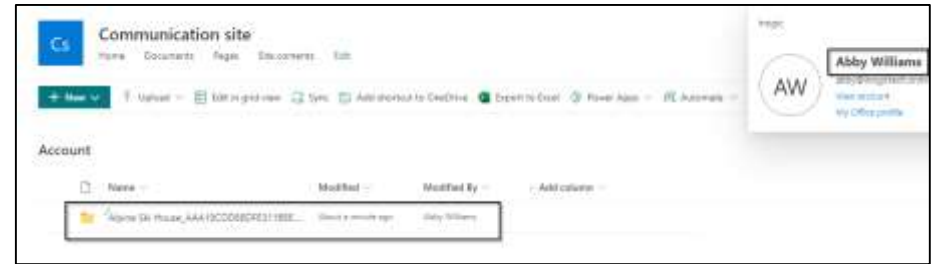 Cs
Communication site
Home Documents Pages Site contents Edit
+ New Upload Edit in grid view Sync Add shortcut to OneDrive Export to Excel Power Apps Automate
Abby Williams
AW
View account
My Office profile
Account
Name Modified Modified By + Add column
Alpine Ski House_ About a minute ago Abby Williams